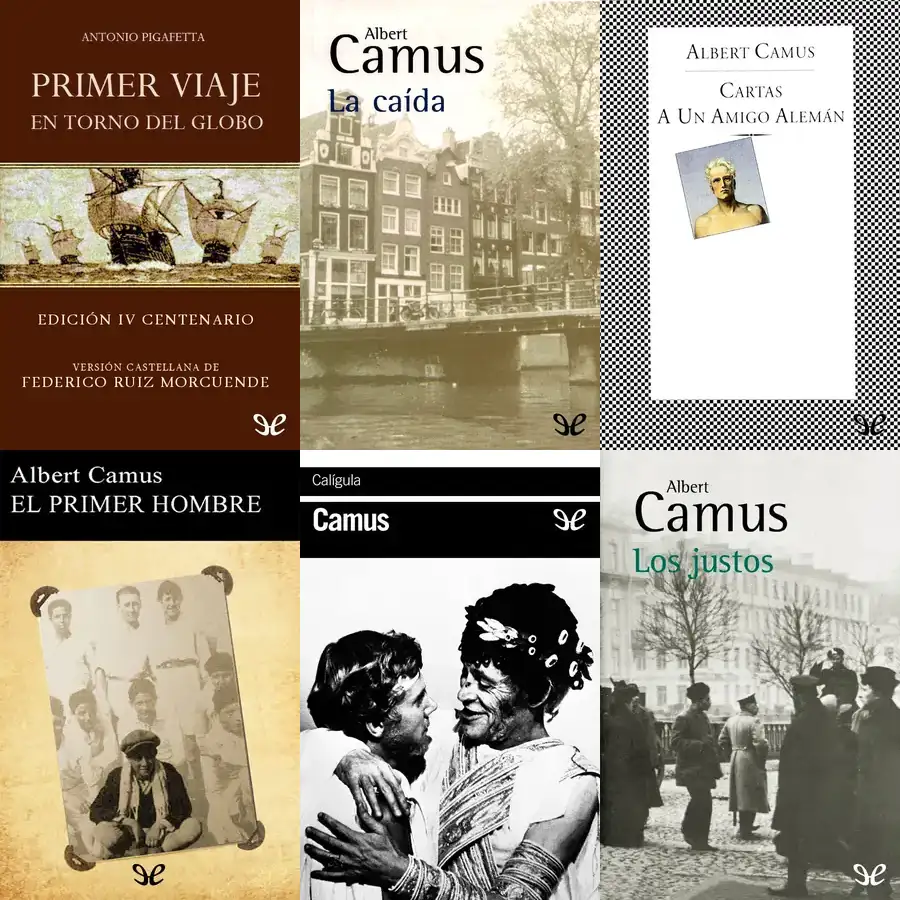 ANTONIO PIGAFETTA
PRIMER VIAJE
EN TORNO DEL GLOBO
EDICIÓN IV CENTENARIO
VERSIÓN CASTELLANA DE
FEDERICO RUIZ MORCUENDE
Albert
Camus
La caída
ALBERT CAMUS
CARTAS
A UN AMIGO ALEMÁN
Albert Camus
EL PRIMER HOMBRE
Calígula
Camus
Albert
Camus
Los justos